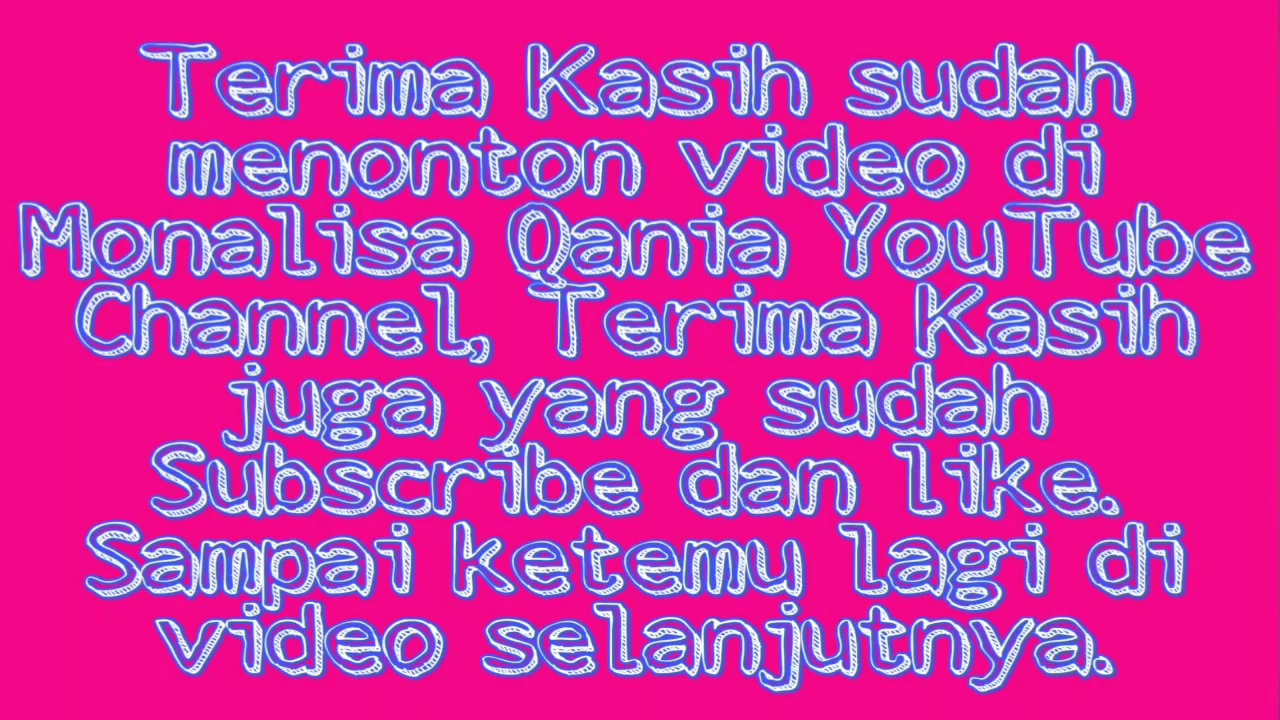 Terima Kasih sudah
menonton video di
Monalisa Qania YouTube
Channel, Terima Kasih
juga yang sudah
Subscribe dan like.
Sampai ketemu lagi di
video selanjutnya.